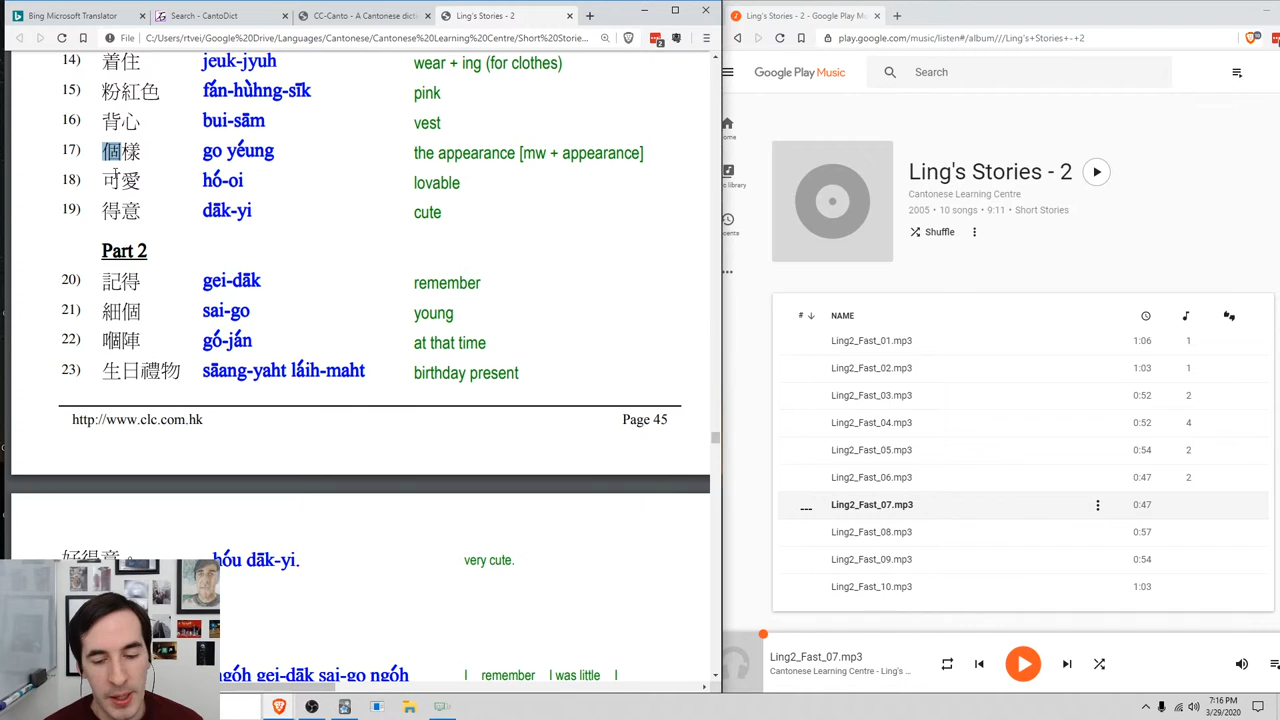 Bing Microsoft Translator
Search - CantoDict
CC-Canto - A Cantonese dicti
Ling's Stories - 2
Ling's Stories - 2 - Google Play Mu
File
C:/Users/rtvei/Google%20Drive/Languages/Cantonese/Cantonese%20Learning%20Centre/Short%20Storie...
play.google.com/music/listen#/album///Ling's+Stories+-+2
14) 着住 jeuk-jyuh wear + ing (for clothes)
15) 粉紅色 fán-hùhng-sīk pink
16) 背心 bui-sām vest
17) 個樣 go yéung the appearance [mw + appearance]
18) 可愛 hó-oi lovable
19) 得意 dāk-yi cute
Part 2
20) 記得 gei-dāk remember
21) 細個 sai-go young
22) 嗰陣 gó-ján at that time
23) 生日禮物 sāang-yaht láih-maht birthday present
http://www.clc.com.hk Page 45
好得意。 hóu dāk-yi. very cute.
ngóh gei-dāk sai-go ngóh I remember I was little I
Google Play Music
Search
ome
c library
cents
Ling's Stories - 2
Cantonese Learning Centre
2005 • 10 songs • 9:11 • Short Stories
Shuffle
# NAME
Ling2_Fast_01.mp3 1:06 1
Ling2_Fast_02.mp3 1:03 1
Ling2_Fast_03.mp3 0:52 2
Ling2_Fast_04.mp3 0:52 4
Ling2_Fast_05.mp3 0:54 2
Ling2_Fast_06.mp3 0:47 2
Ling2_Fast_07.mp3 0:47
Ling2_Fast_08.mp3 0:57
Ling2_Fast_09.mp3 0:54
Ling2_Fast_10.mp3 1:03
Ling2_Fast_07.mp3
Cantonese Learning Centre - Ling's ...
7:16 PM
3/29/2020